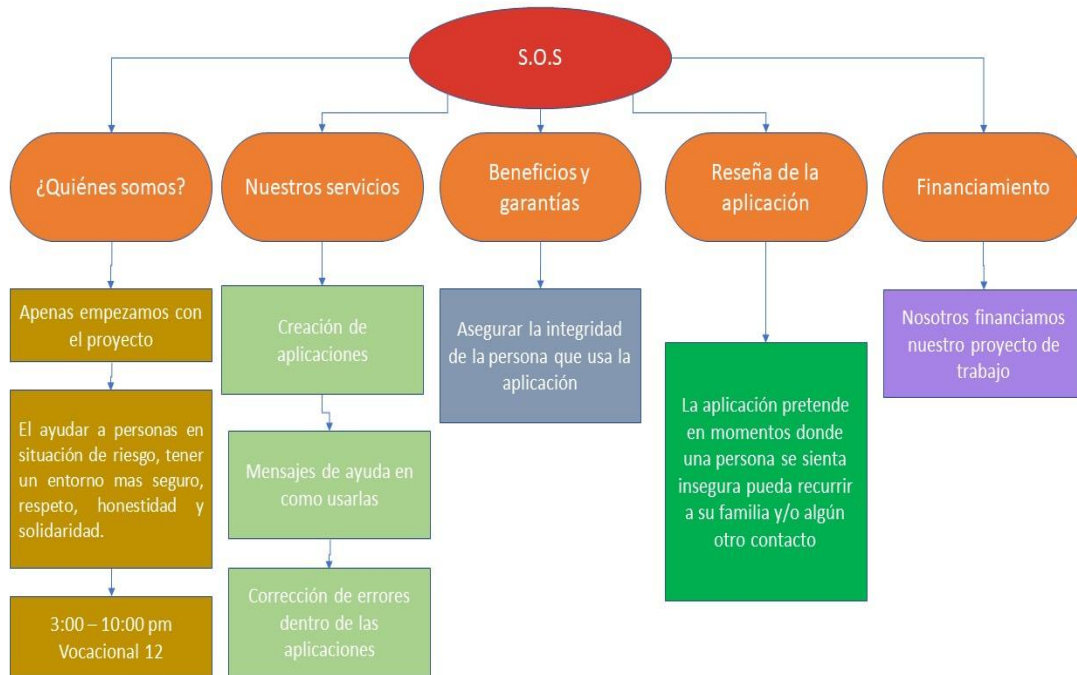 S.O.S
¿Quiénes somos?
Apenas empezamos con
el proyecto
El ayudar a personas en
situación de riesgo, tener
un entorno mas seguro,
respeto, honestidad y
solidaridad.
3:00 – 10:00 pm
Vocacional 12
Nuestros servicios
Creación de
aplicaciones
Mensajes de ayuda en
como usarlas
Corrección de errores
dentro de las
aplicaciones
Beneficios y
garantías
Asegurar la integridad
de la persona que usa la
aplicación
Reseña de la
aplicación
La aplicación pretende
en momentos donde
una persona se sienta
insegura pueda recurrir
a su familia y/o algún
otro contacto
Financiamiento
Nosotros financiamos
nuestro proyecto de
trabajo